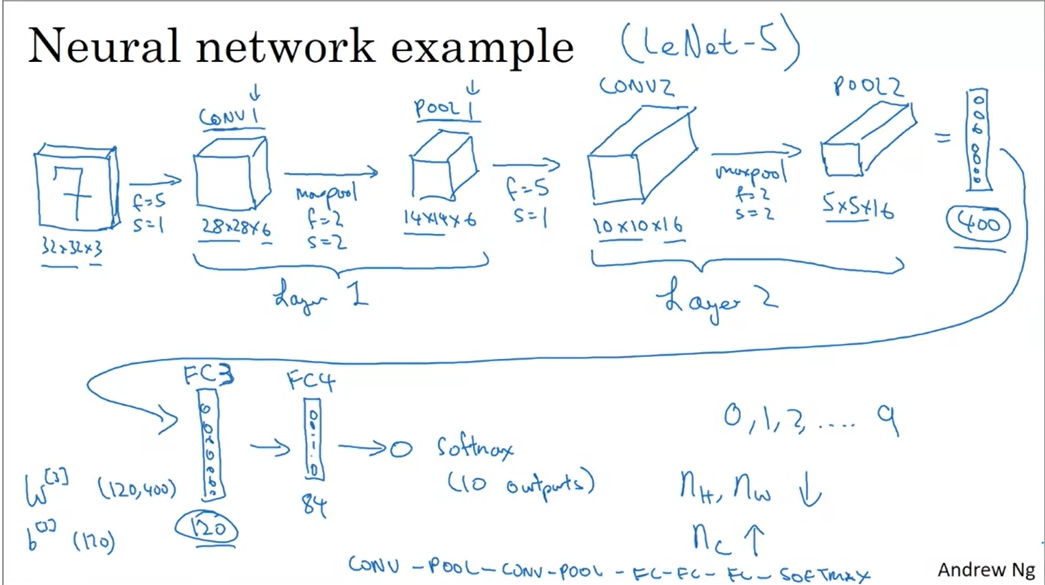 Neural network example (LeNet-5)
CONV1
POOL1
CONV2
POOL2
7
f=5
s=1
maxpool
f=2
s=2
f=5
s=1
maxpool
f=2
s=2
=
32×32×3
28×28×6
14×14×6
10×10×16
5×5×16
400
Layer 1
Layer 2
FC3
FC4
0, 1, 2, .... 9
Softmax
(10 outputs)
W[3] (120,400)
b[3] (120)
120
84
nH, nW ↓
nC ↑
CONV - POOL - CONV - POOL - FC - FC - FC - SOFTMAX
Andrew Ng